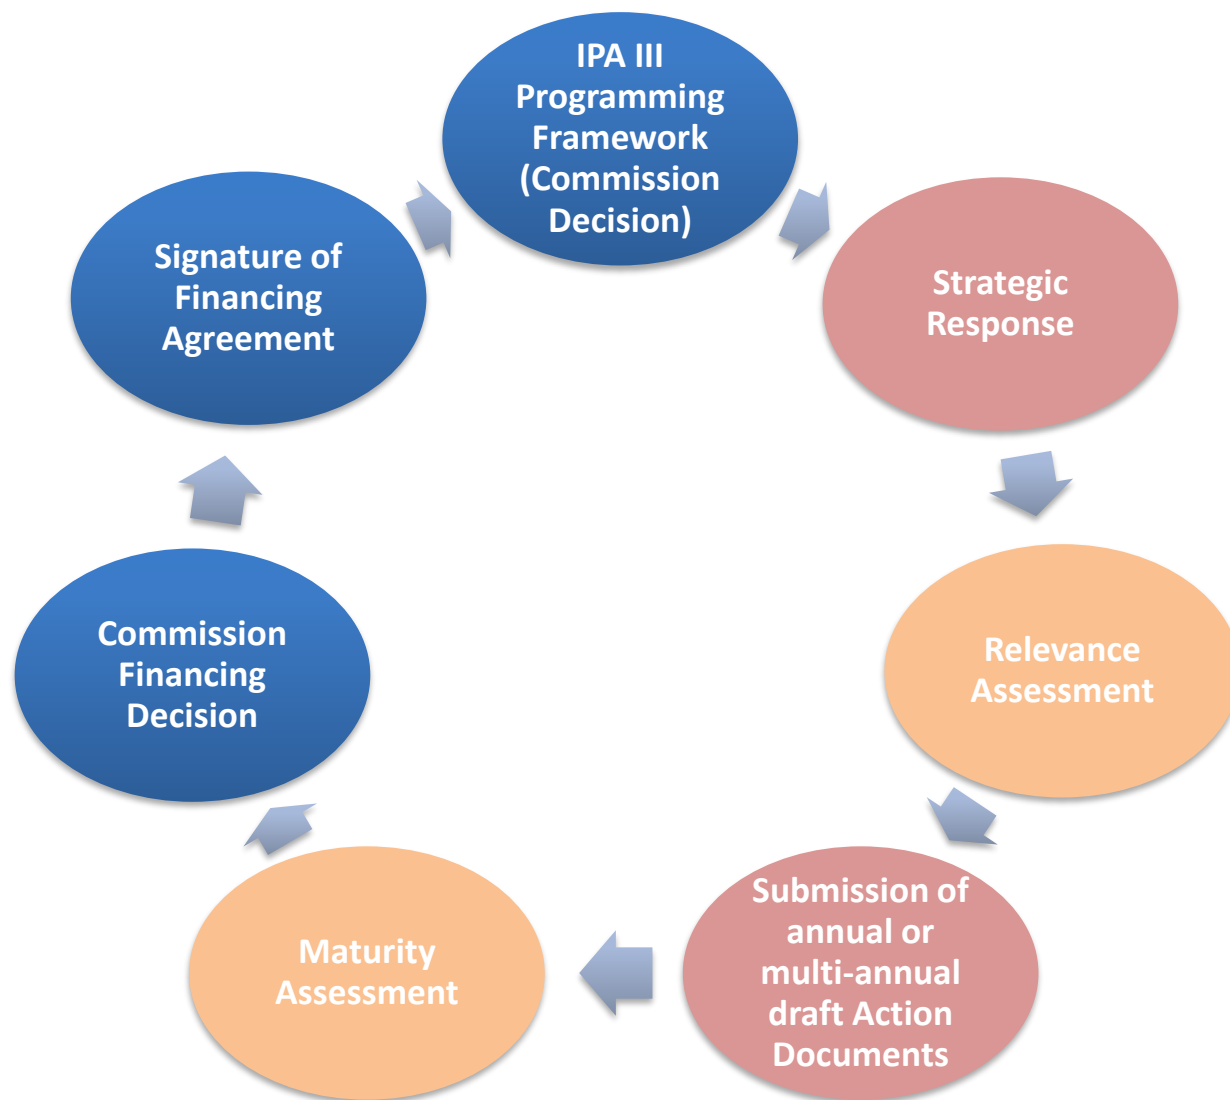 IPA III
Programming
Framework
(Commission
Decision)
Strategic
Response
Relevance
Assessment
Submission of
annual or
multi-annual
draft Action
Documents
Maturity
Assessment
Commission
Financing
Decision
Signature of
Financing
Agreement